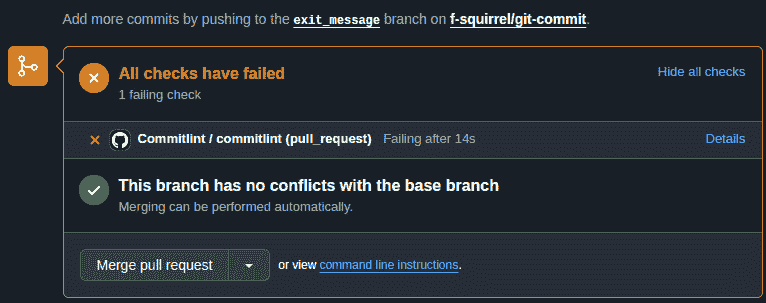 Add more commits by pushing to the exit_message branch on f-squirrel/git-commit.
All checks have failed
Hide all checks
1 failing check
Commitlint / commitlint (pull_request) Failing after 14s
Details
This branch has no conflicts with the base branch
Merging can be performed automatically.
Merge pull request
or view command line instructions.